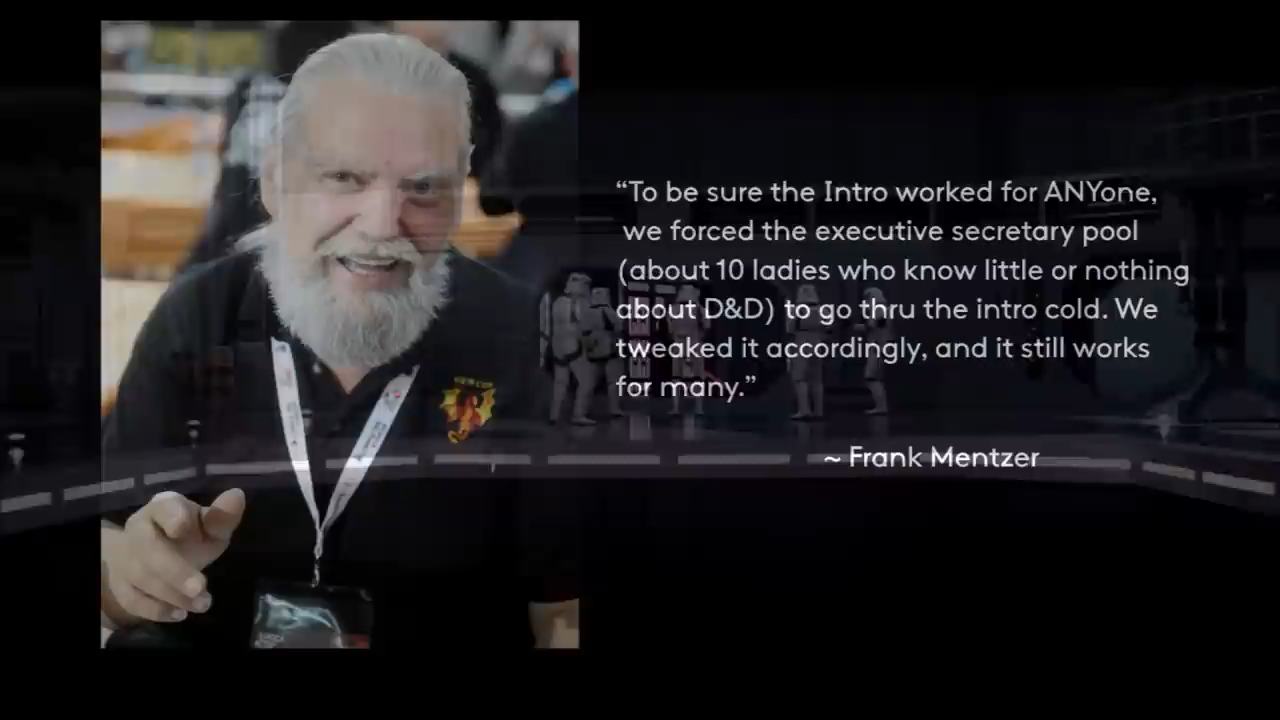 “To be sure the Intro worked for ANYone,
we forced the executive secretary pool
(about 10 ladies who know little or nothing
about D&D) to go thru the intro cold. We
tweaked it accordingly, and it still works
for many.”
~ Frank Mentzer